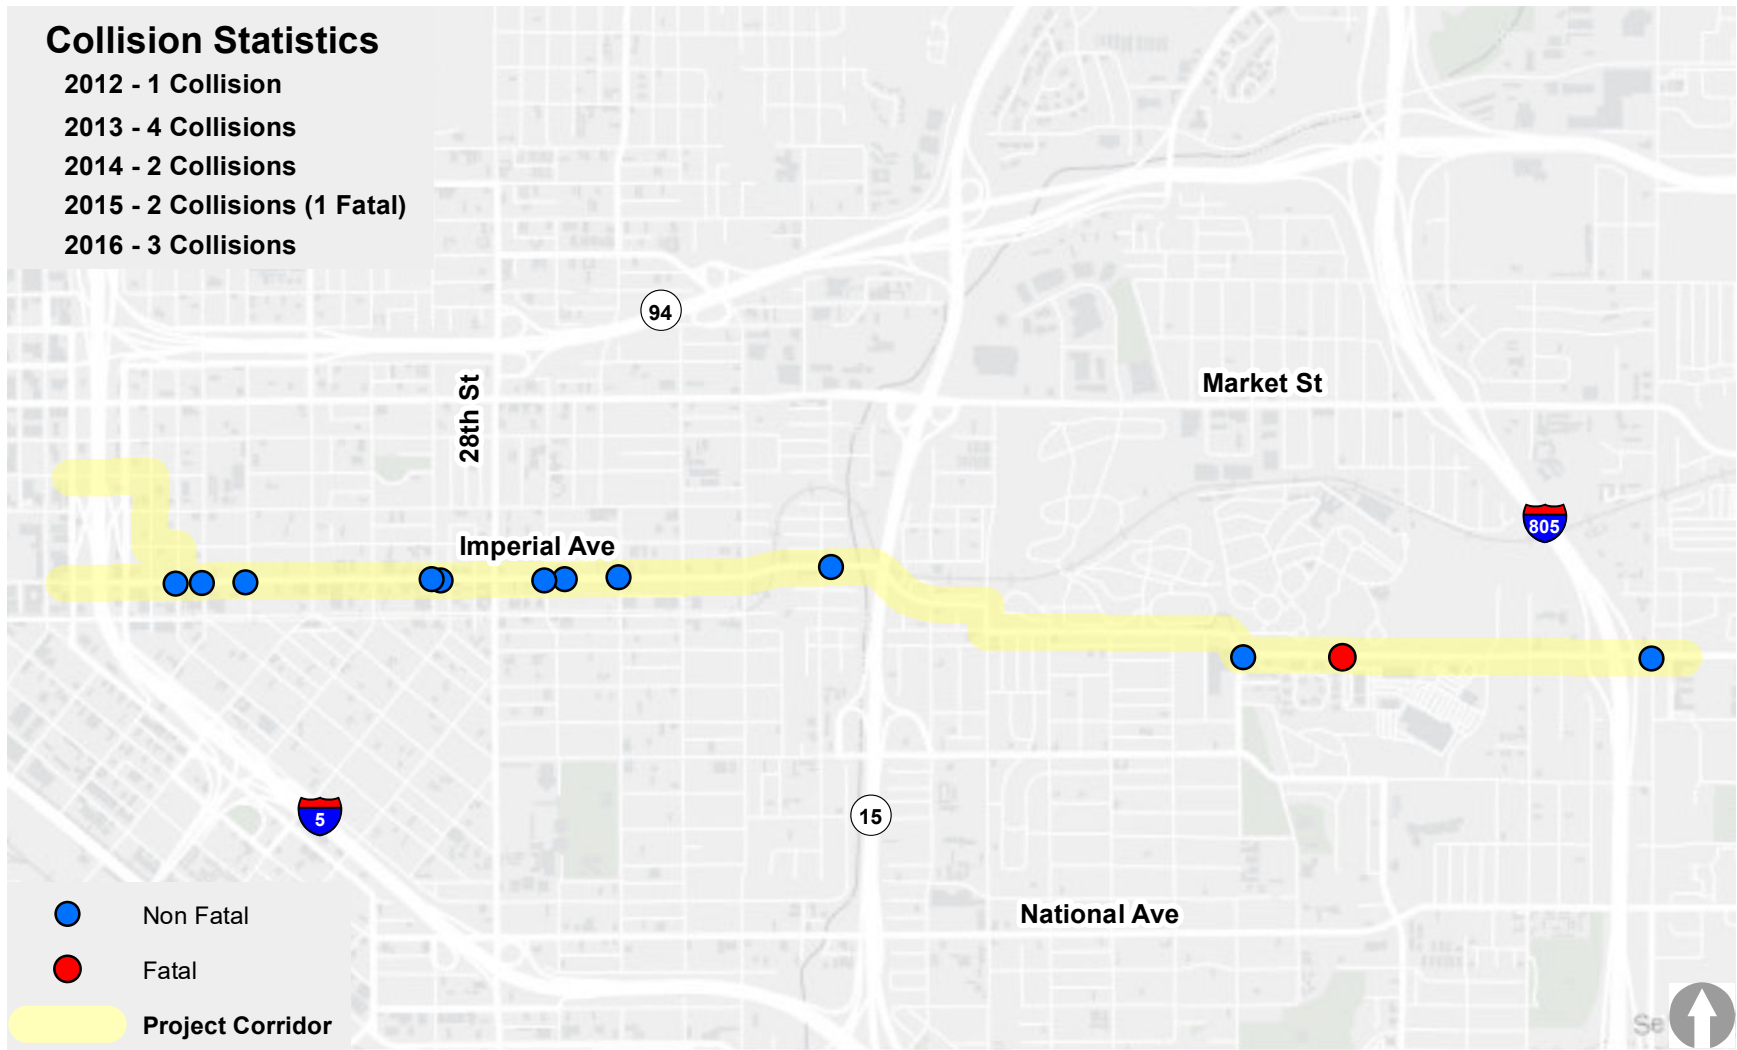 Collision Statistics
2012 - 1 Collision
2013 - 4 Collisions
2014 - 2 Collisions
2015 - 2 Collisions (1 Fatal)
2016 - 3 Collisions
94
Market St
28th St
805
Imperial Ave
5
15
National Ave
Non Fatal
Fatal
Project Corridor
Se